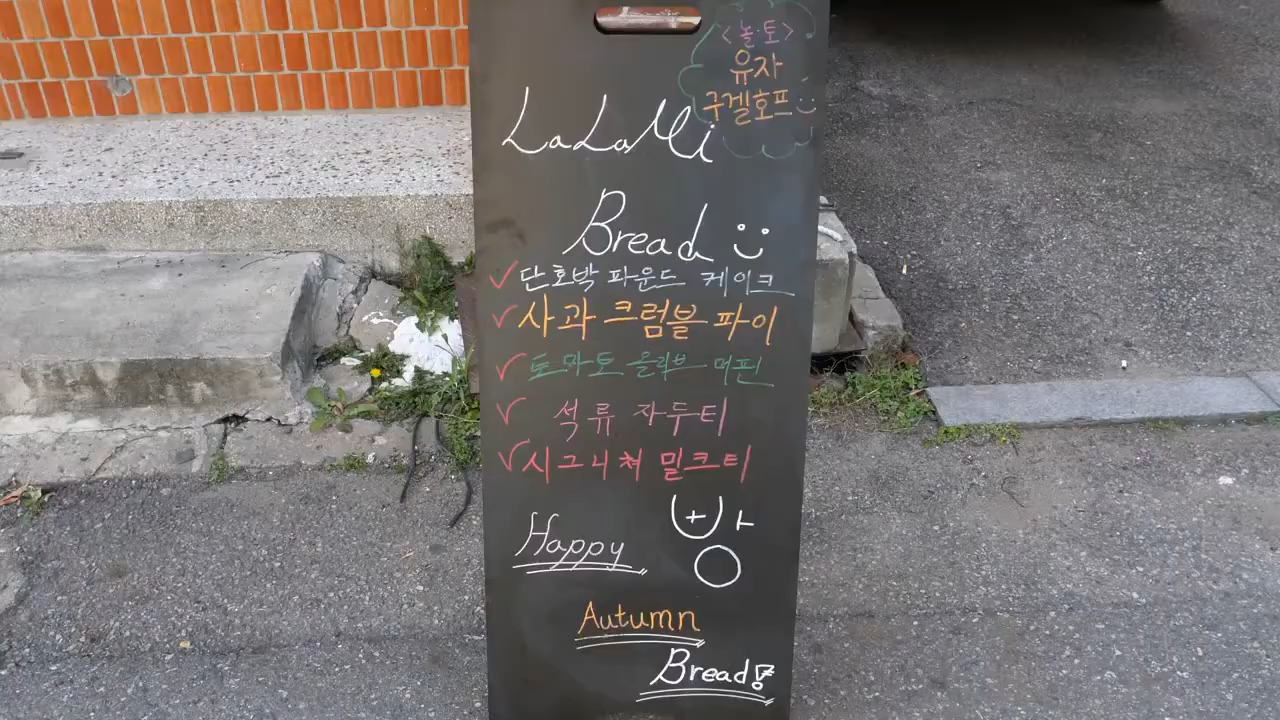 <놀·토>
유자
구겔호프
LaLaMi
Bread
단호박 파운드 케이크
사과 크럼블 파이
토마토 올리브 머핀
석류 자두티
시그니쳐 밀크티
Happy
빵
Autumn
Bread!